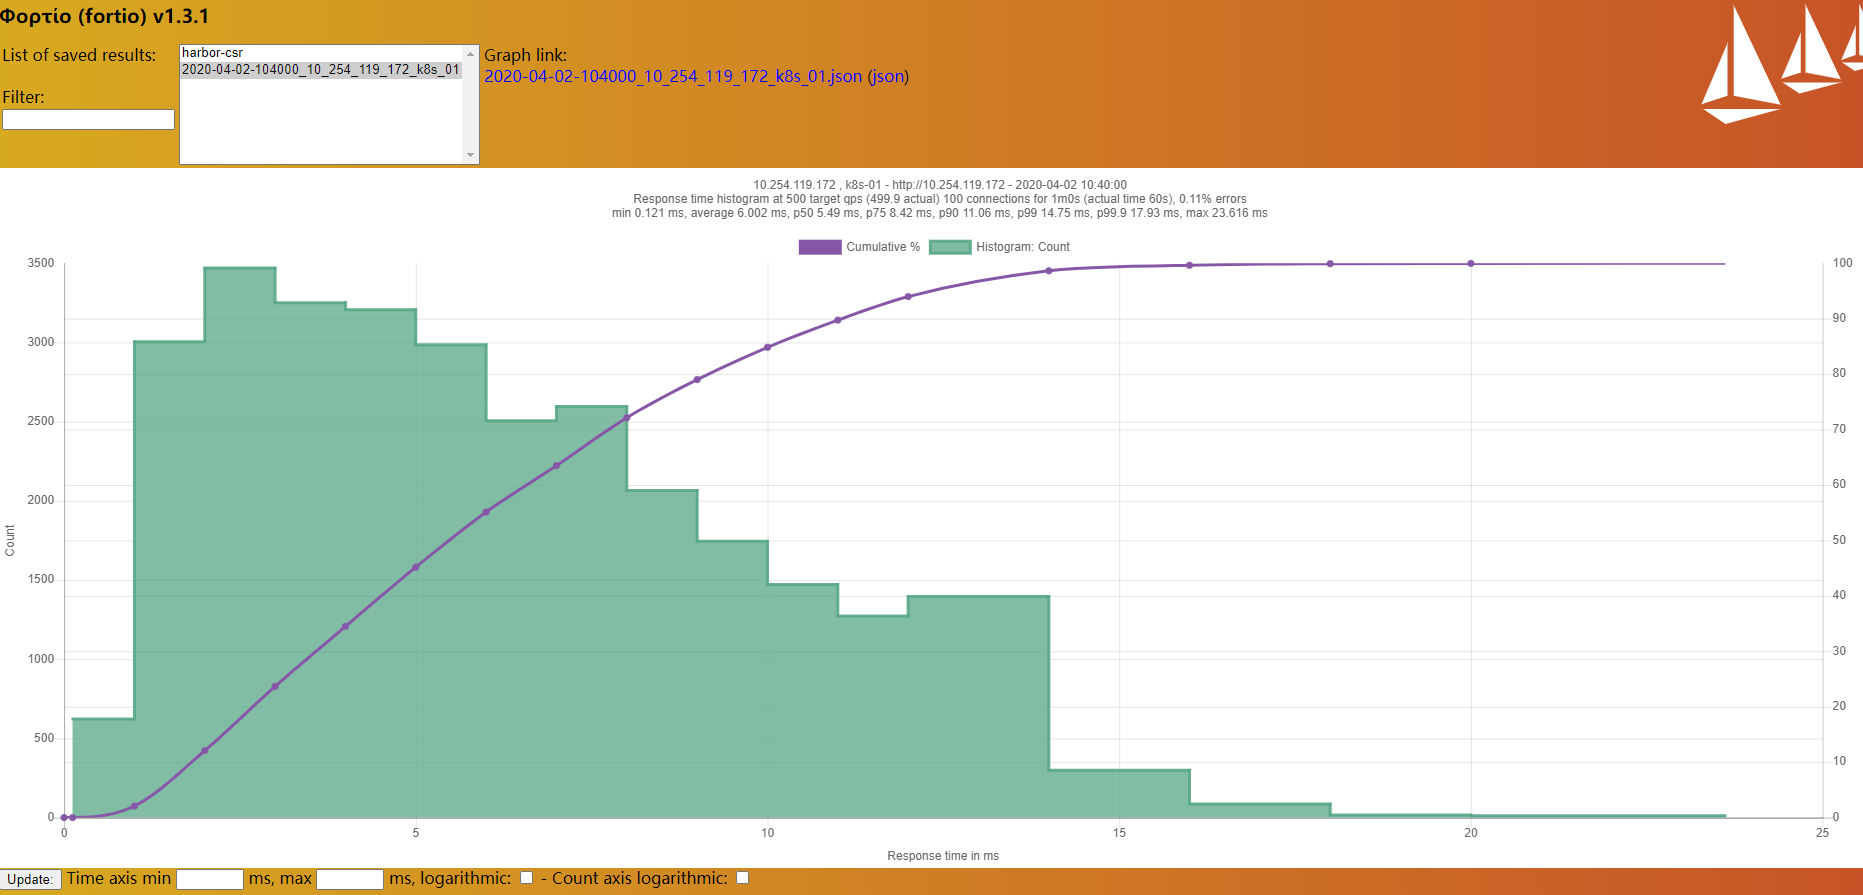 Φορτίο (fortio) v1.3.1
List of saved results:
harbor-csr
2020-04-02-104000_10_254_119_172_k8s_01
Filter:
Graph link:
2020-04-02-104000_10_254_119_172_k8s_01.json (json)
10.254.119.172 , k8s-01 - http://10.254.119.172 - 2020-04-02 10:40:00
Response time histogram at 500 target qps (499.9 actual) 100 connections for 1m0s (actual time 60s), 0.11% errors
min 0.121 ms, average 6.002 ms, p50 5.49 ms, p75 8.42 ms, p90 11.06 ms, p99 14.75 ms, p99.9 17.93 ms, max 23.616 ms
Cumulative % Histogram: Count
Count
3500
3000
2500
2000
1500
1000
500
0
100
90
80
70
60
50
40
30
20
10
0
0 5 10 15 20 25
Response time in ms
Update: Time axis min ms, max ms, logarithmic: - Count axis logarithmic: